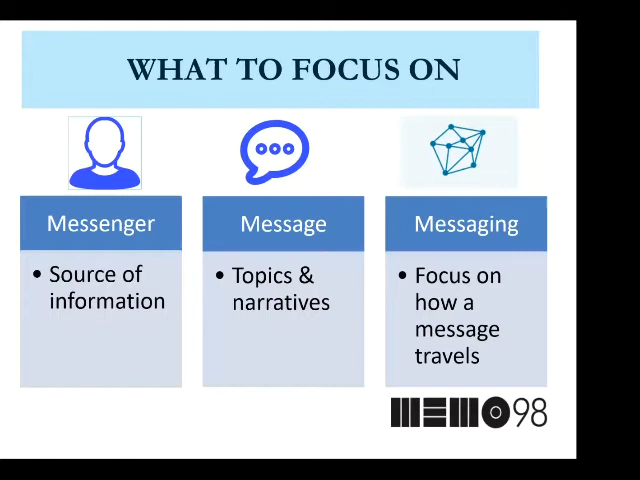 WHAT TO FOCUS ON
Messenger
• Source of
information
Message
• Topics &
narratives
Messaging
• Focus on
how a
message
travels
MEMO98